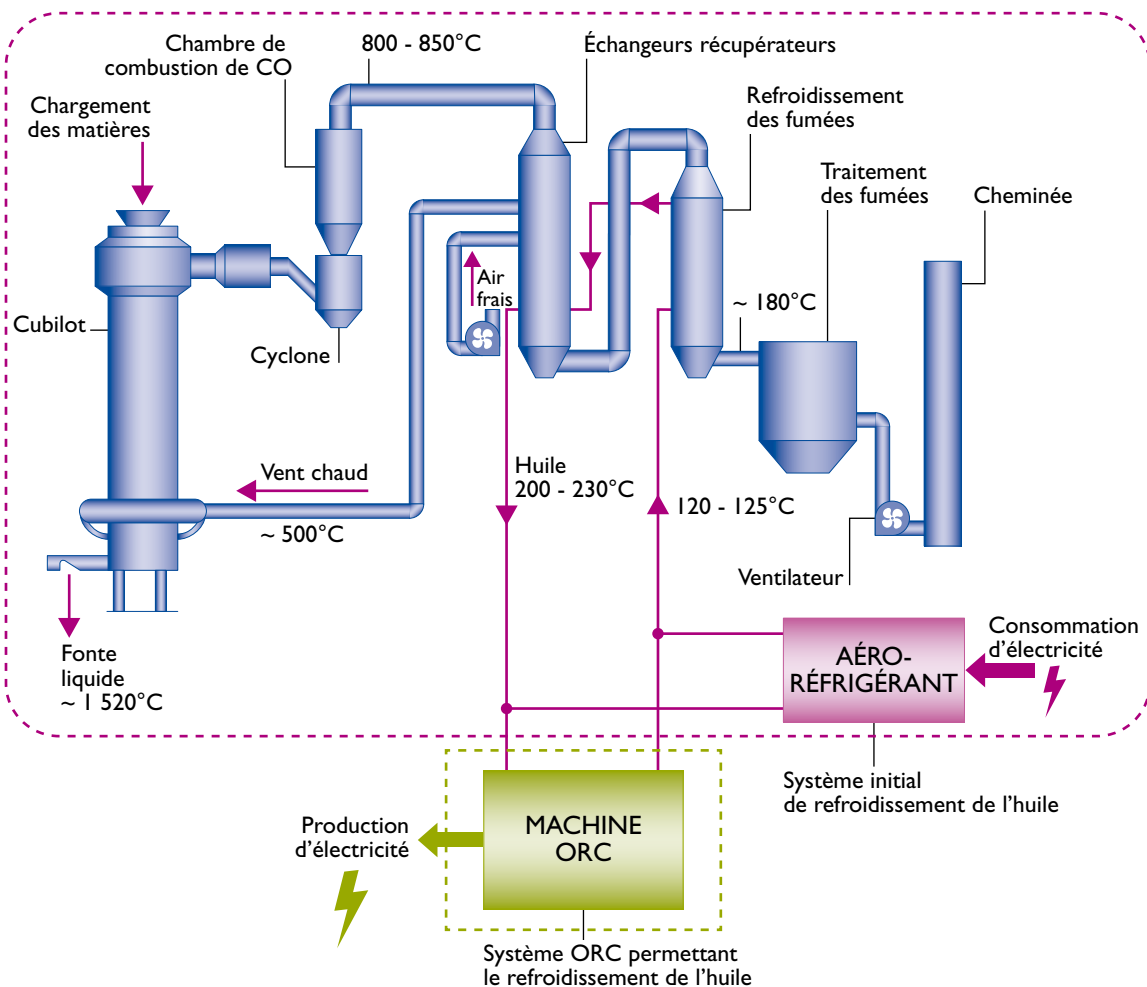 Chambre de
combustion de CO
800 - 850°C
Échangeurs récupérateurs
Chargement
des matières
Refroidissement
des fumées
Traitement
des fumées
Cheminée
Air
frais
~ 180°C
Cubilot
Cyclone
Vent chaud
~ 500°C
Huile
200 - 230°C
120 - 125°C
Ventilateur
Fonte
liquide
~ 1 520°C
AÉRO-
RÉFRIGÉRANT
Consommation
d'électricité
Système initial
de refroidissement de l'huile
Production
d'électricité
MACHINE
ORC
Système ORC permettant
le refroidissement de l'huile